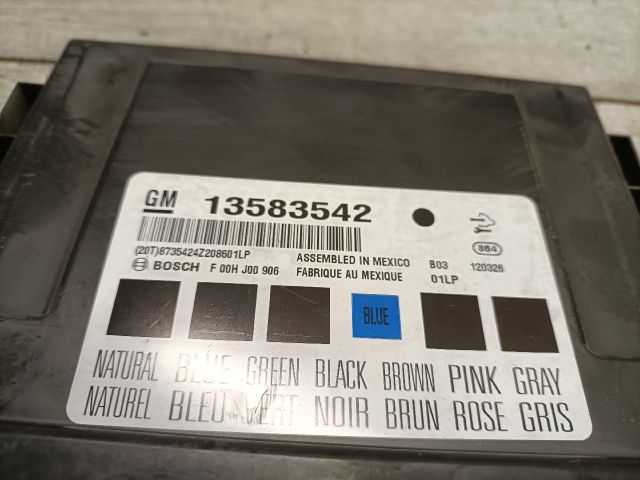 GM 13583542
(20T)8735424Z208601LP ASSEMBLED IN MEXICO B03 864 120326
BOSCH F 00H J00 906 FABRIQUE AU MEXIQUE 01LP
BLUE
NATURAL BLUE GREEN BLACK BROWN PINK GRAY
NATUREL BLEU VERT NOIR BRUN ROSE GRIS